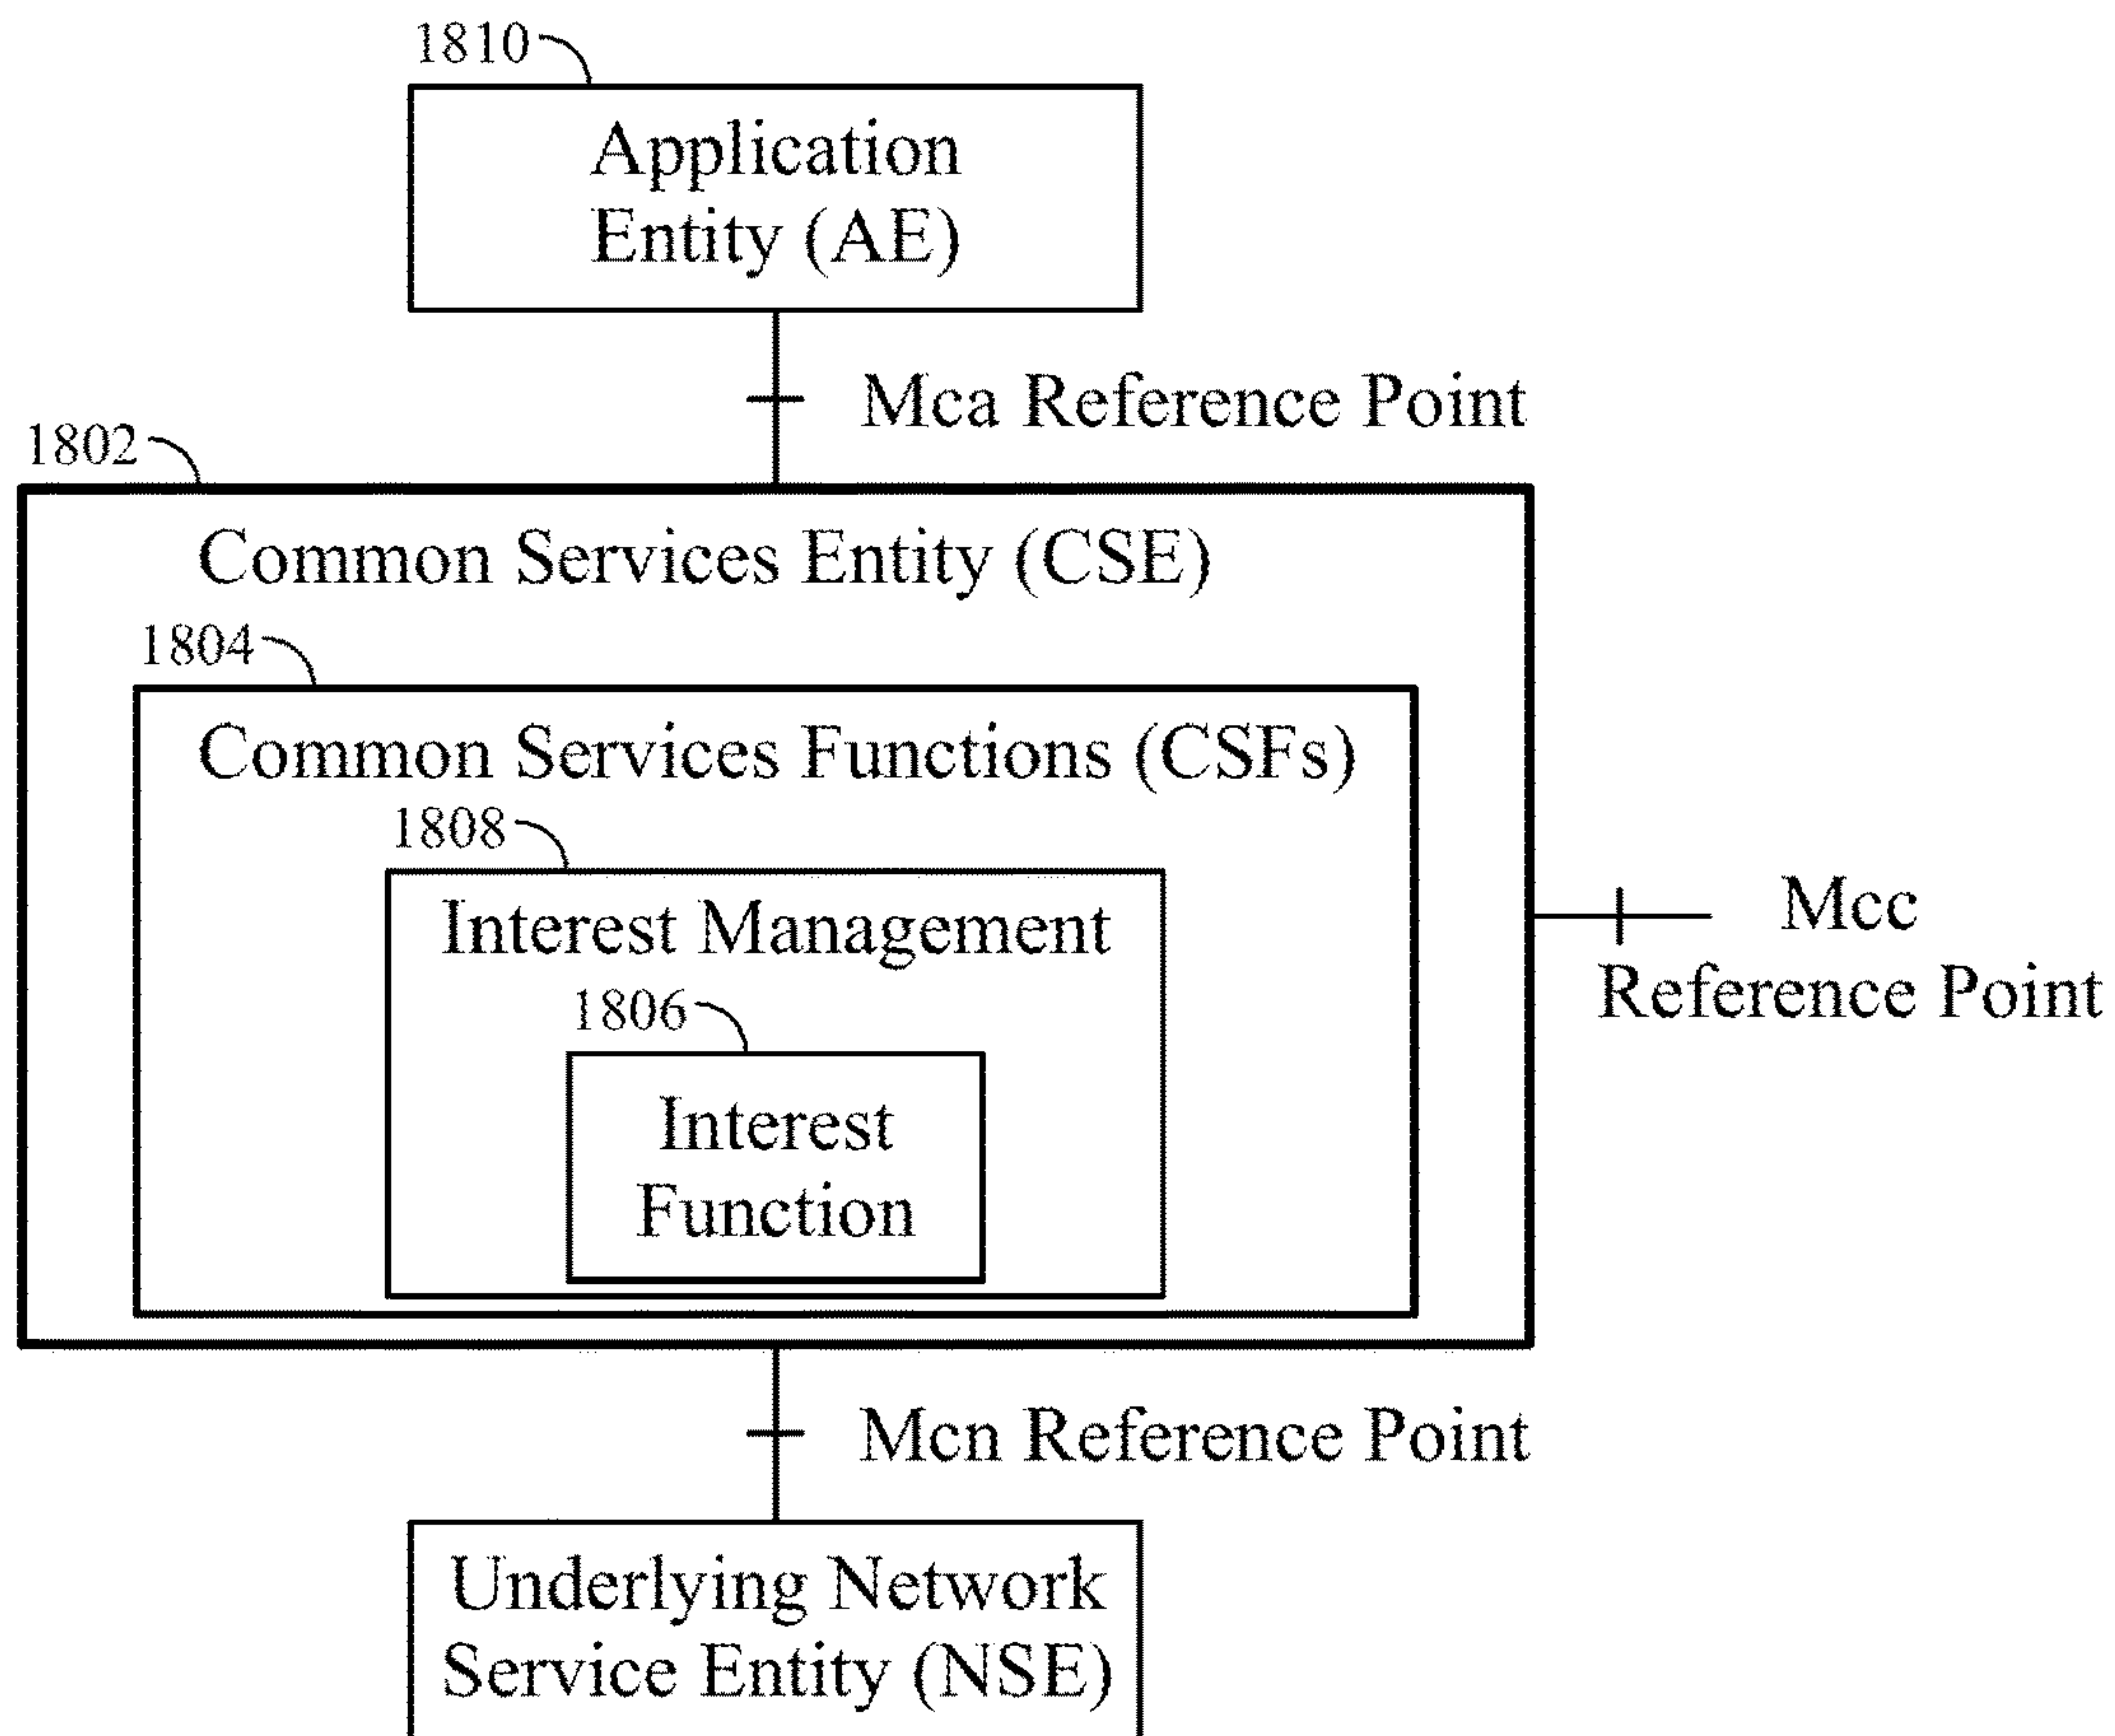 1810
Application
Entity (AE)
Mca Reference Point
1802
Common Services Entity (CSE)
1804
Common Services Functions (CSFs)
1808
Interest Management
1806
Interest
Function
Mcc
Reference Point
Mcn Reference Point
Underlying Network
Service Entity (NSE)